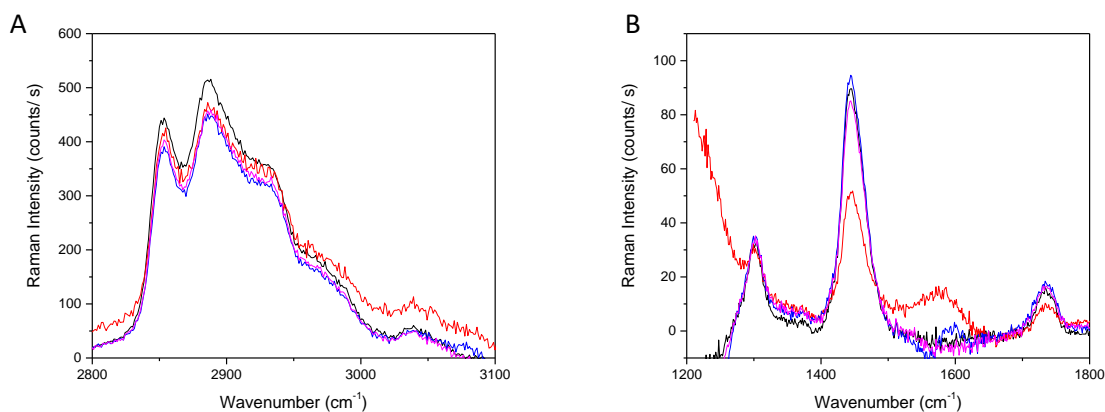 A
600
500
400
300
200
100
0
Raman Intensity (counts/ s)
2800 2900 3000 3100
Wavenumber (cm⁻¹)
B
100
80
60
40
20
0
Raman Intensity (counts/ s)
1200 1400 1600 1800
Wavenumber (cm⁻¹)